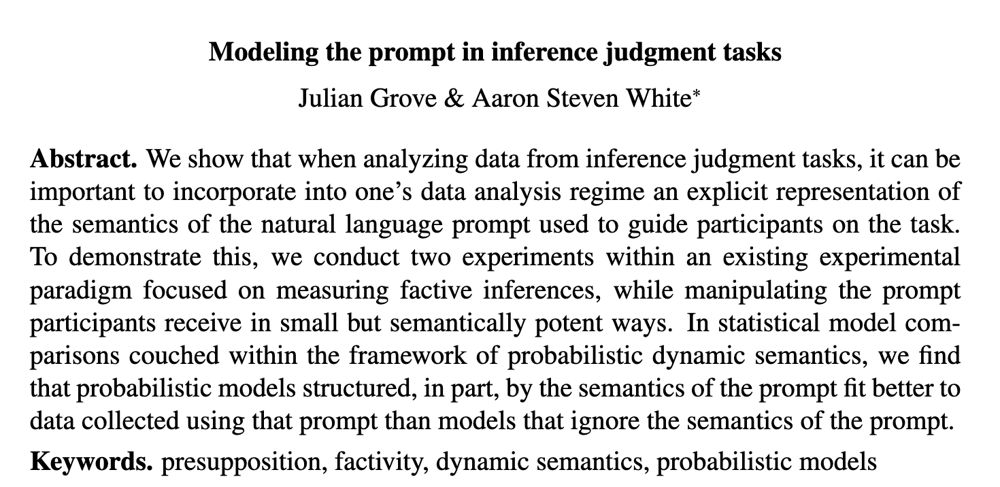 Modeling the prompt in inference judgment tasks
Julian Grove & Aaron Steven White*
Abstract. We show that when analyzing data from inference judgment tasks, it can be
important to incorporate into one’s data analysis regime an explicit representation of
the semantics of the natural language prompt used to guide participants on the task.
To demonstrate this, we conduct two experiments within an existing experimental
paradigm focused on measuring factive inferences, while manipulating the prompt
participants receive in small but semantically potent ways. In statistical model com-
parisons couched within the framework of probabilistic dynamic semantics, we find
that probabilistic models structured, in part, by the semantics of the prompt fit better to
data collected using that prompt than models that ignore the semantics of the prompt.
Keywords. presupposition, factivity, dynamic semantics, probabilistic models